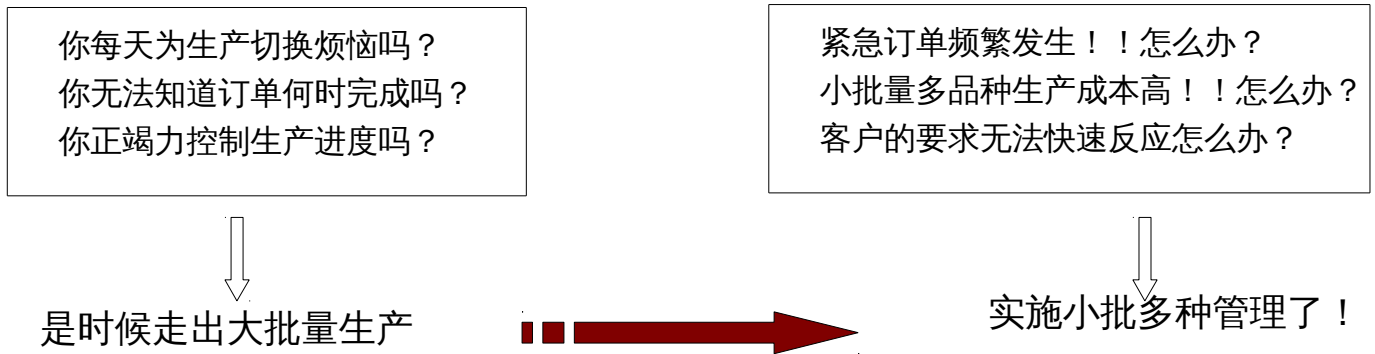 你每天为生产切换烦恼吗？
你无法知道订单何时完成吗？
你正竭力控制生产进度吗？
紧急订单频繁发生！！怎么办？
小批量多品种生产成本高！！怎么办？
客户的要求无法快速反应怎么办？
是时候走出大批量生产
实施小批多种管理了！